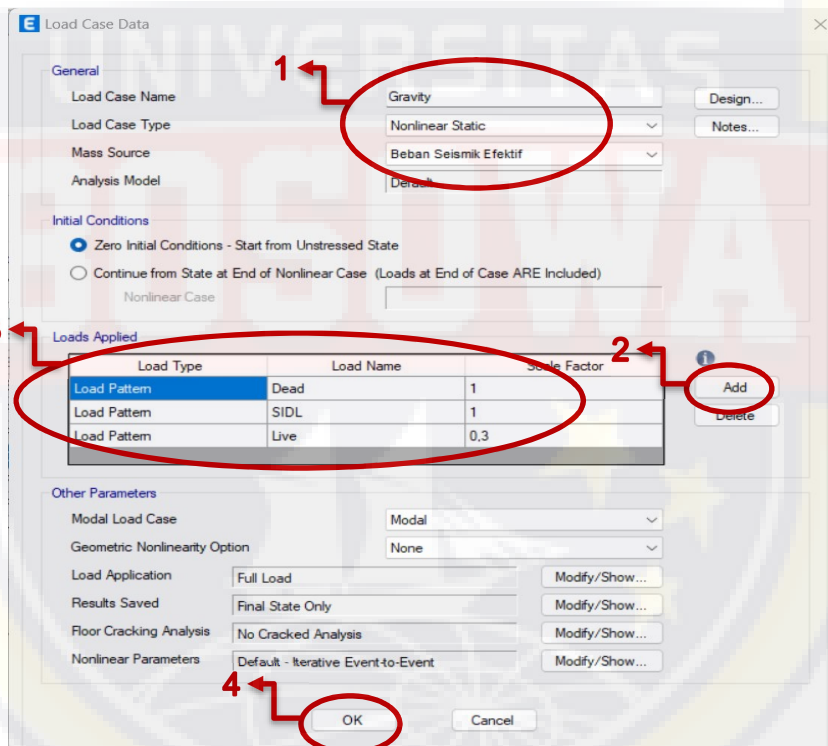 UNIVERSITAS
BOSOWA
E Load Case Data
General
1
Load Case Name Gravity Design...
Load Case Type Nonlinear Static Notes...
Mass Source Beban Seismik Efektif
Analysis Model Default
Initial Conditions
Zero Initial Conditions - Start from Unstressed State
Continue from State at End of Nonlinear Case (Loads at End of Case ARE Included)
Nonlinear Case
Loads Applied
2
Load Type Load Name Scale Factor
Load Pattern Dead 1 Add
Load Pattern SIDL 1 Delete
Load Pattern Live 0,3
Other Parameters
Modal Load Case Modal
Geometric Nonlinearity Option None
Load Application Full Load Modify/Show...
Results Saved Final State Only Modify/Show...
Floor Cracking Analysis No Cracked Analysis Modify/Show...
Nonlinear Parameters Default - Iterative Event-to-Event Modify/Show...
4
OK Cancel